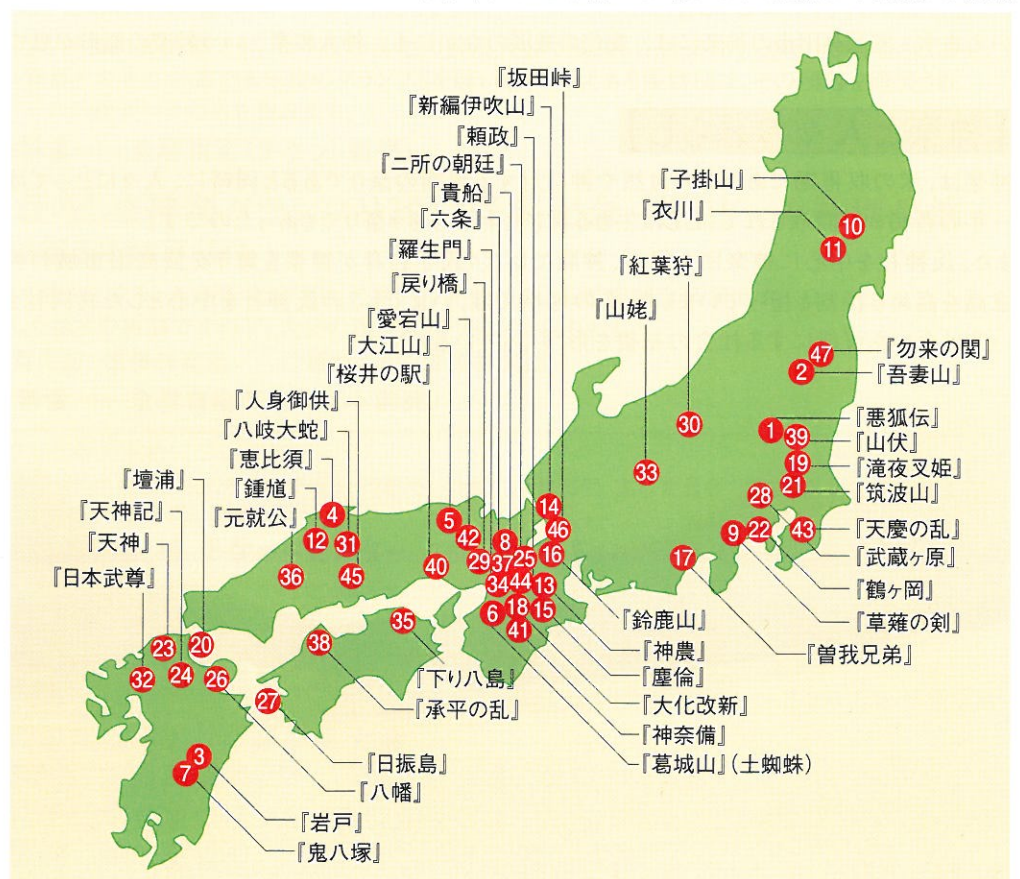 『坂田峠』
『新編伊吹山』
『頼政』
『二所の朝廷』
『貴船』
『六条』
『羅生門』
『戻り橋』
『愛宕山』
『大江山』
『桜井の駅』
『人身御供』
『八岐大蛇』
『恵比須』
『鍾馗』
『元就公』
『壇浦』
『天神記』
『天神』
『日本武尊』
『子掛山』
『衣川』
『紅葉狩』
『山姥』
『勿来の関』
『吾妻山』
『悪狐伝』
『山伏』
『滝夜叉姫』
『筑波山』
『天慶の乱』
『武蔵ヶ原』
『鶴ヶ岡』
『草薙の剣』
『曽我兄弟』
『鈴鹿山』
『神農』
『塵倫』
『大化改新』
『神奈備』
『葛城山』(土蜘蛛)
『下り八島』
『承平の乱』
『日振島』
『八幡』
『岩戸』
『鬼八塚』
10
11
47
2
1
39
19
21
28
43
22
9
17
30
33
14
46
16
5
42
8
29
37
25
34
44
13
40
6
18
15
41
4
12
31
36
45
35
38
27
20
23
32
24
26
3
7